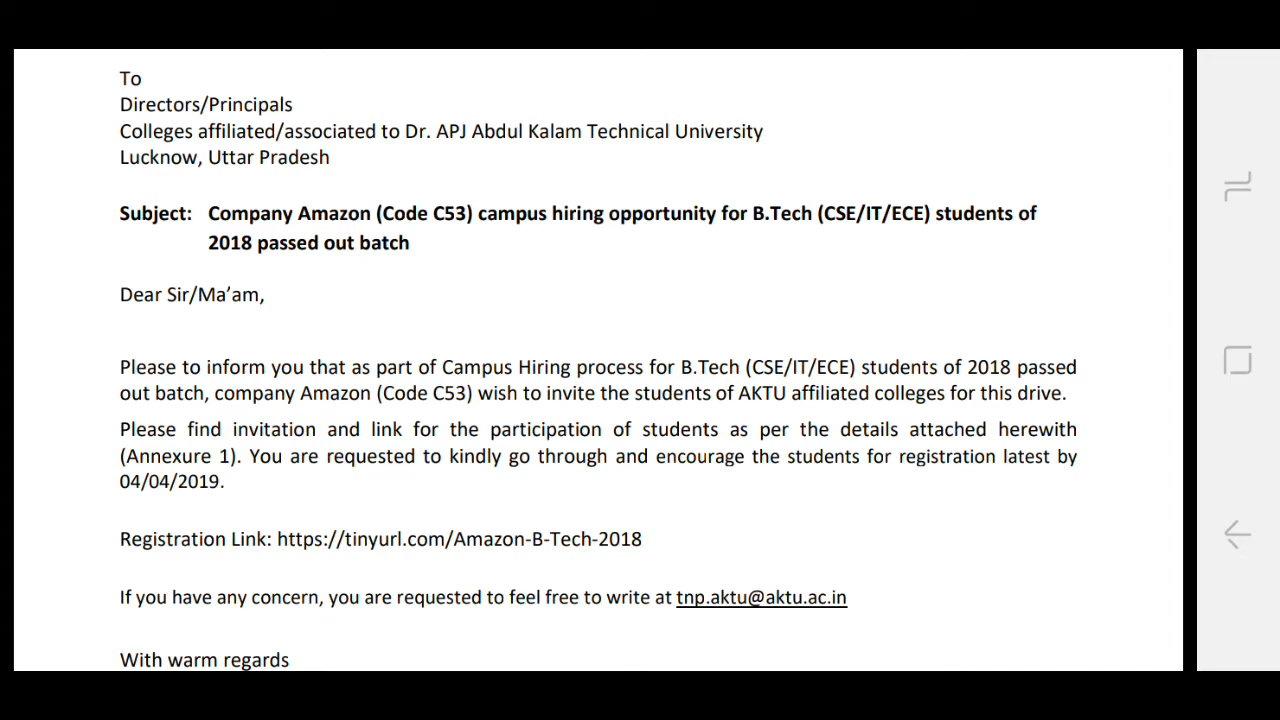 To
Directors/Principals
Colleges affiliated/associated to Dr. APJ Abdul Kalam Technical University
Lucknow, Uttar Pradesh
Subject: Company Amazon (Code C53) campus hiring opportunity for B.Tech (CSE/IT/ECE) students of
2018 passed out batch
Dear Sir/Ma’am,
Please to inform you that as part of Campus Hiring process for B.Tech (CSE/IT/ECE) students of 2018 passed
out batch, company Amazon (Code C53) wish to invite the students of AKTU affiliated colleges for this drive.
Please find invitation and link for the participation of students as per the details attached herewith
(Annexure 1). You are requested to kindly go through and encourage the students for registration latest by
04/04/2019.
Registration Link: https://tinyurl.com/Amazon-B-Tech-2018
If you have any concern, you are requested to feel free to write at tnp.aktu@aktu.ac.in
With warm regards